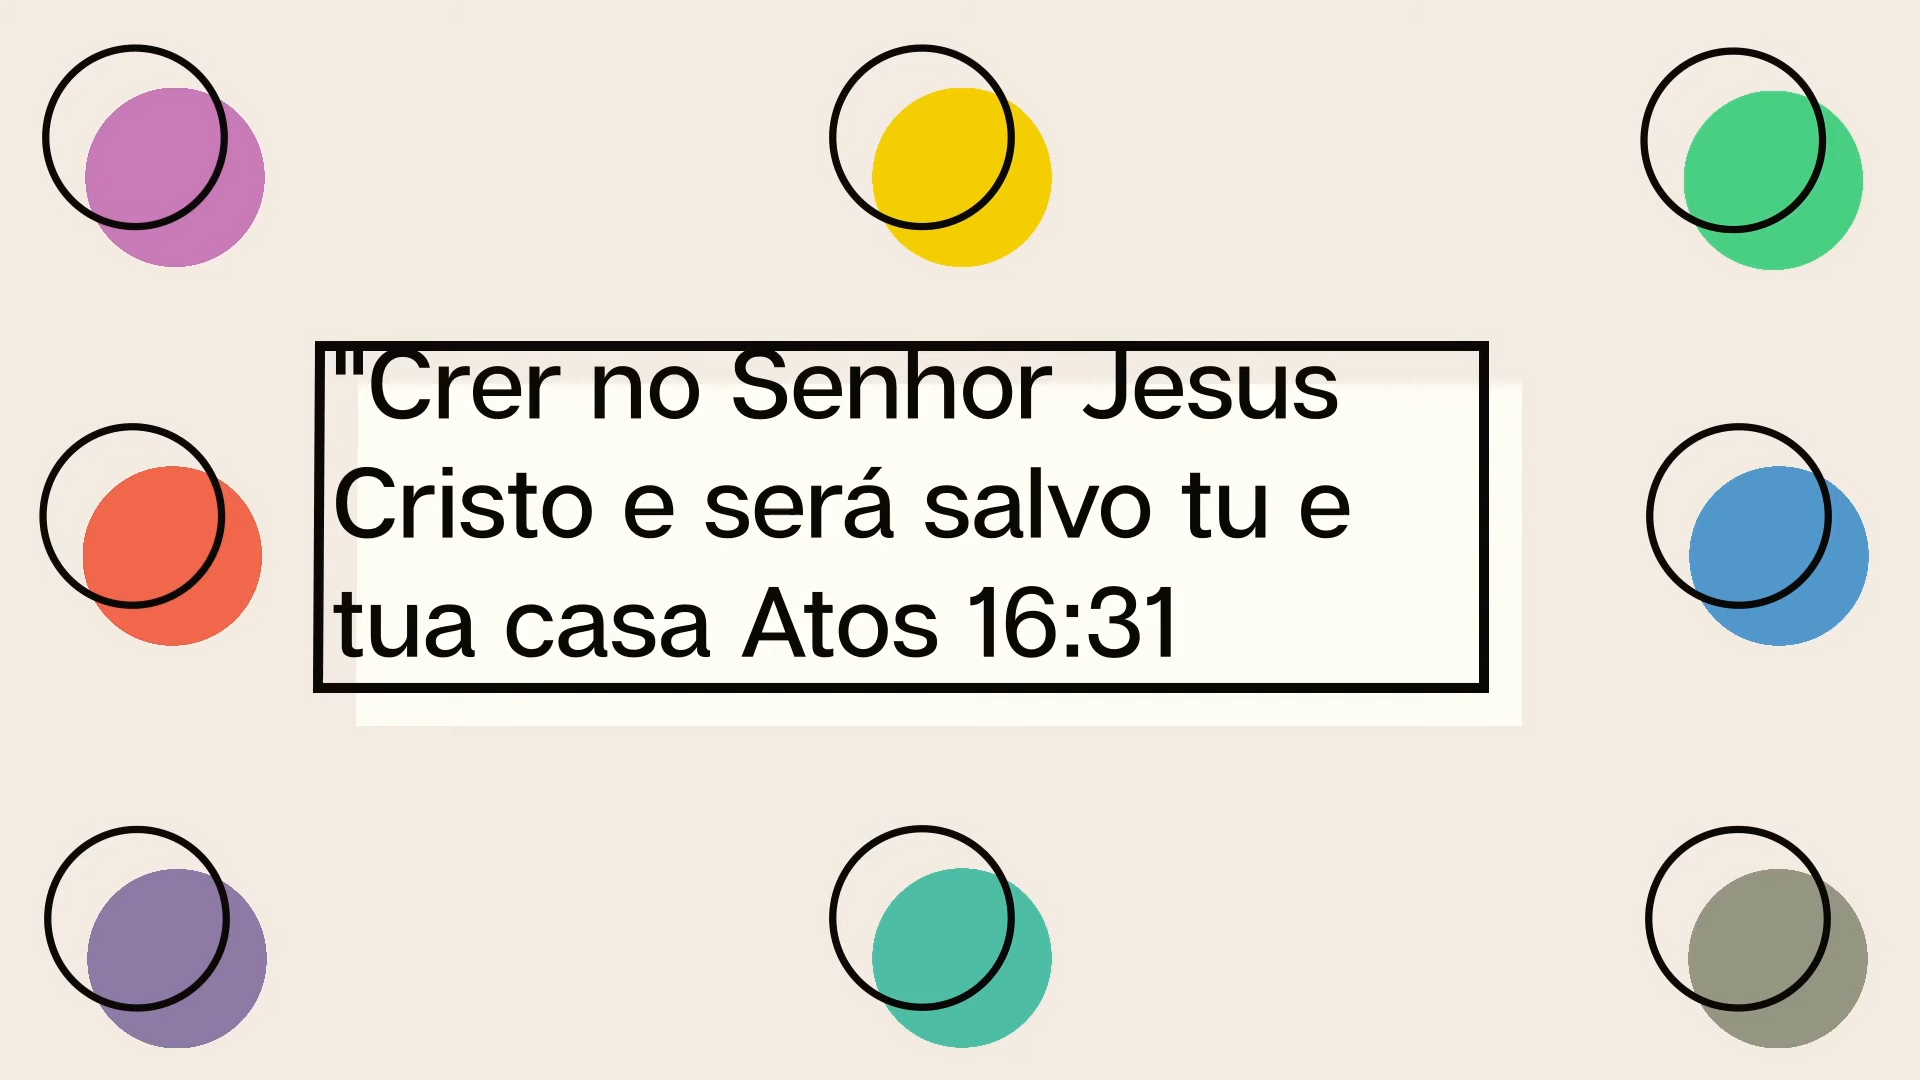 "Crer no Senhor Jesus
Cristo e será salvo tu e
tua casa Atos 16:31